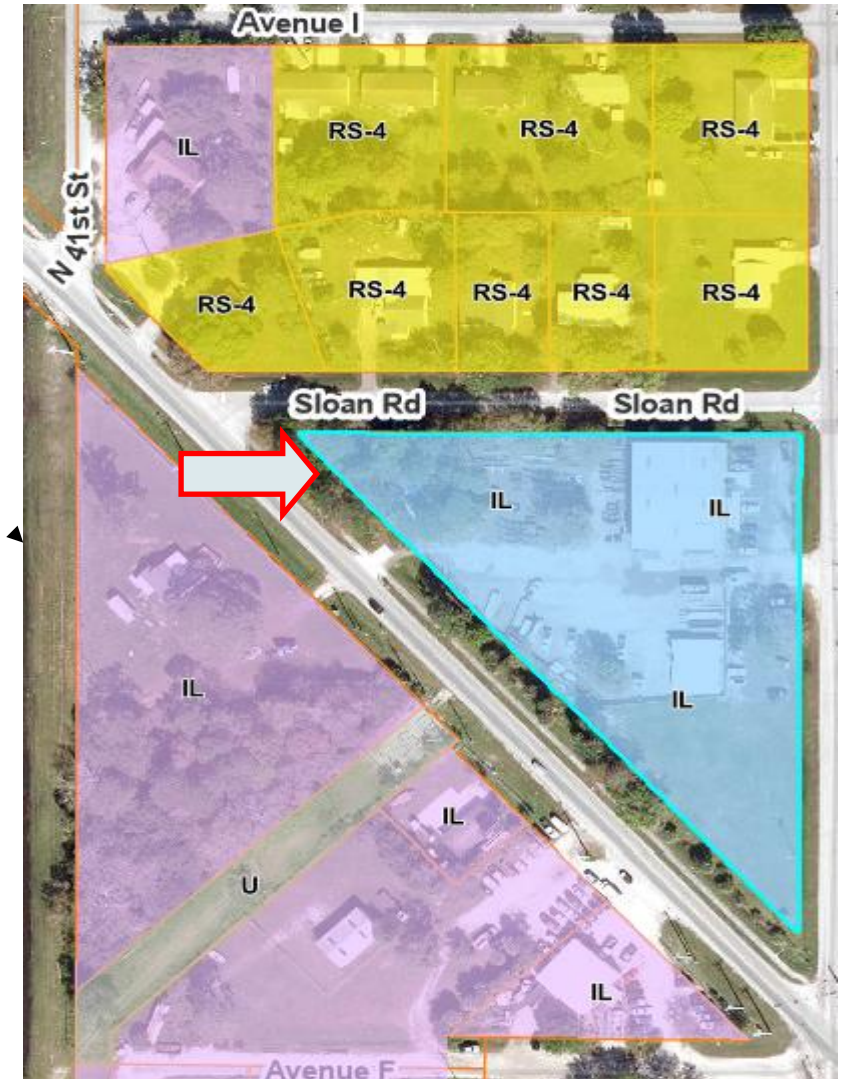 Avenue I
IL
RS-4
RS-4
RS-4
N 41st St
RS-4
RS-4
RS-4
RS-4
RS-4
Sloan Rd
Sloan Rd
IL
IL
IL
IL
IL
U
IL
Avenue F